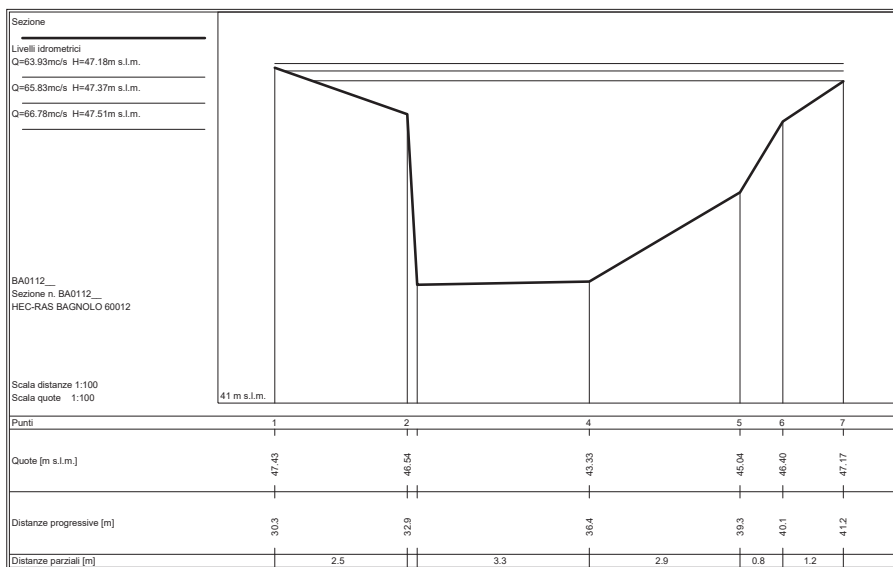 Sezione
Livelli idrometrici
Q=63.93mc/s H=47.18m s.l.m.
Q=65.83mc/s H=47.37m s.l.m.
Q=66.78mc/s H=47.51m s.l.m.
BA0112__
Sezione n. BA0112__
HEC-RAS BAGNOLO 60012
Scala distanze 1:100
Scala quote 1:100
41 m s.l.m.
Punti 1 2 4 5 6 7
Quote [m s.l.m.] 47.43 46.54 43.33 45.04 46.40 47.17
Distanze progressive [m] 30.3 32.9 36.4 39.3 40.1 41.2
Distanze parziali [m] 2.5 3.3 2.9 0.8 1.2